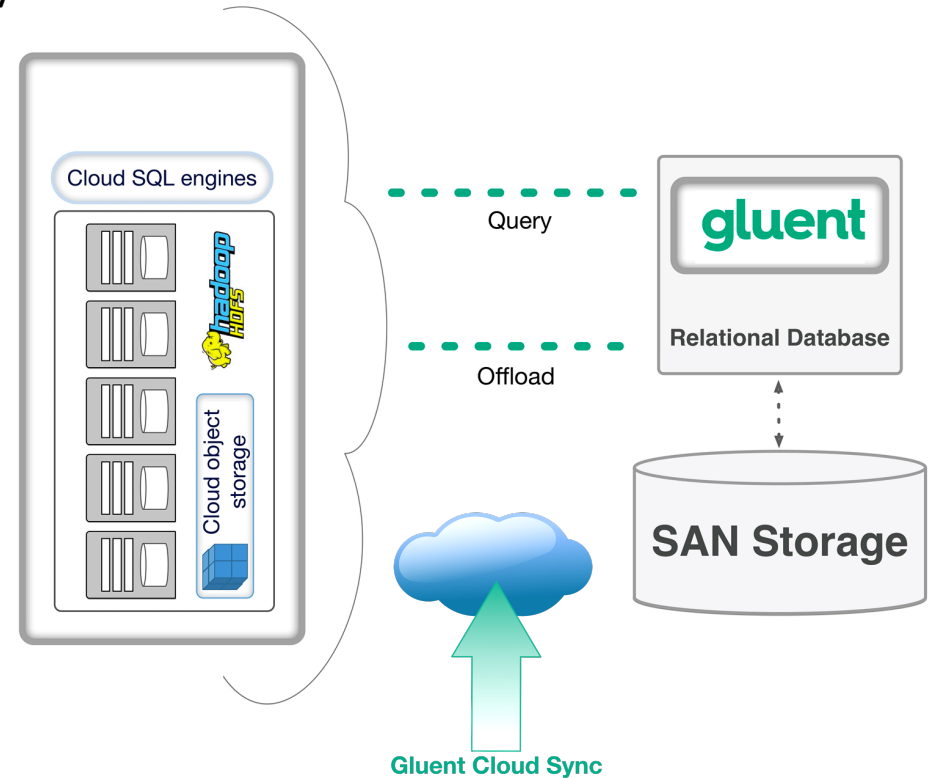 Cloud SQL engines
hadoop
HDFS
Cloud object
storage
Query
Offload
gluent
Relational Database
SAN Storage
Gluent Cloud Sync